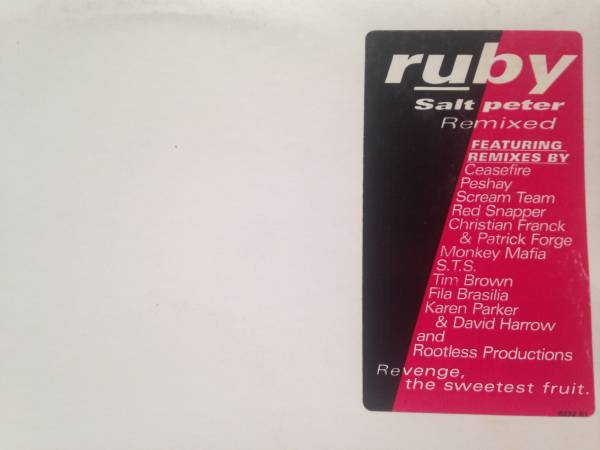 ruby
Salt peter
Remixed
FEATURING
REMIXES BY
Ceasefire
Peshay
Scream Team
Red Snapper
Christian Franck
& Patrick Forge
Monkey Mafia
S.T.S.
Tim Brown
Fila Brasilia
Karen Parker
& David Harrow
and
Rootless Productions
Revenge,
the sweetest fruit.